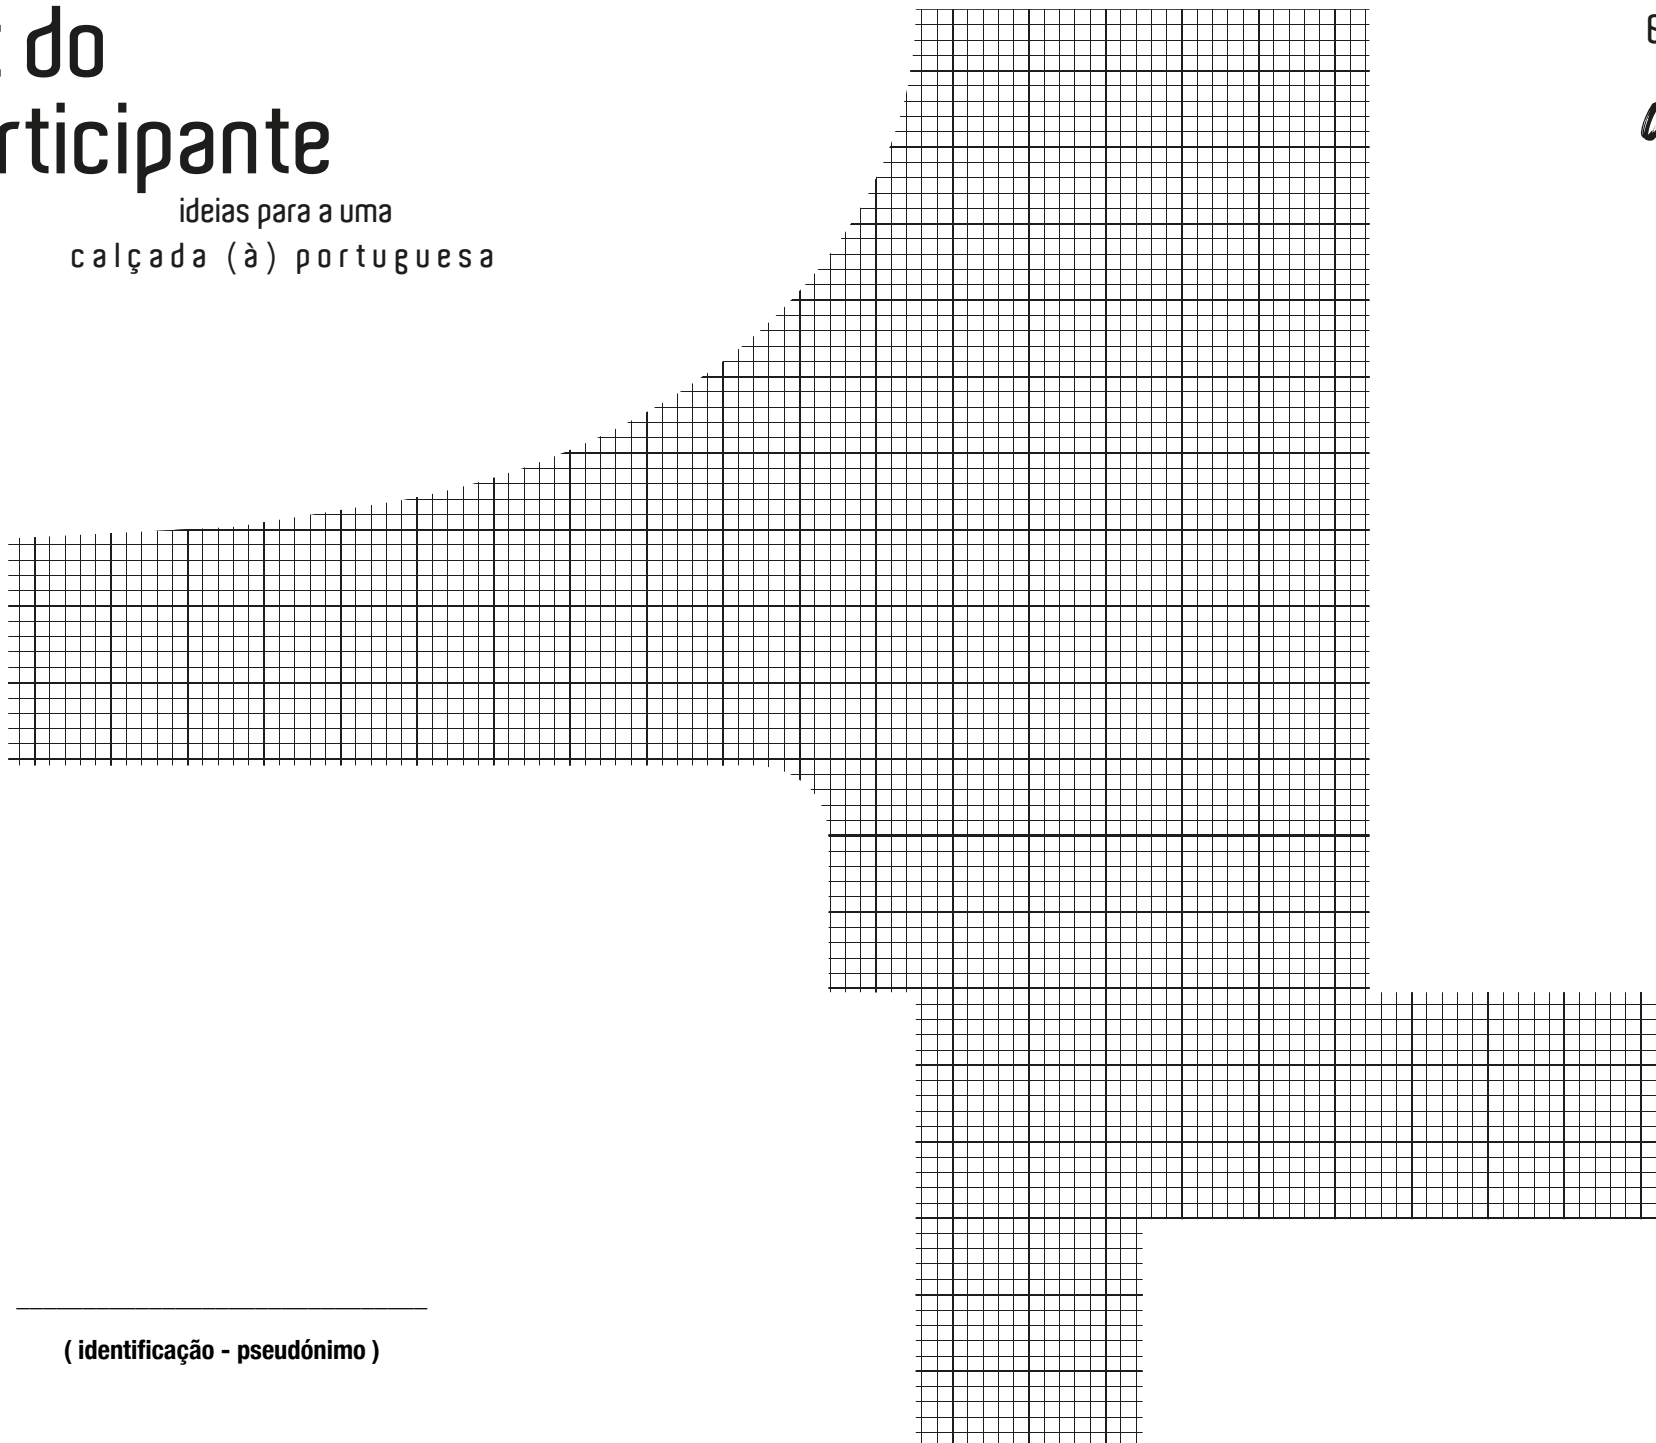 do
rticipante
ideias para a uma
calçada (à) portuguesa
( identificação - pseudónimo )